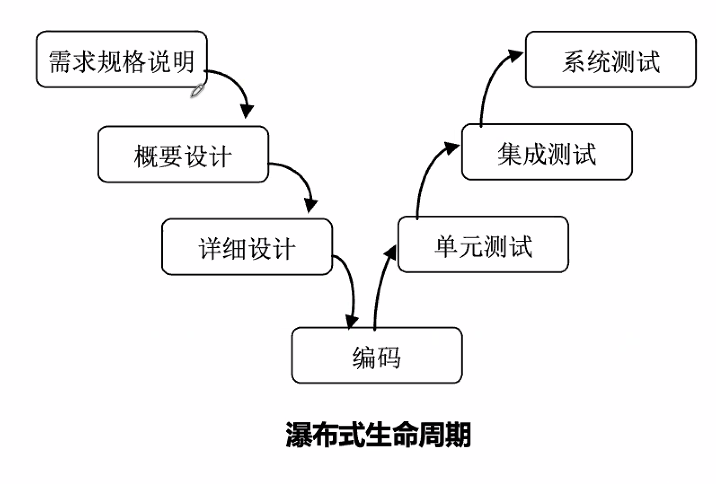 需求规格说明
系统测试
概要设计
集成测试
详细设计
单元测试
编码
瀑布式生命周期